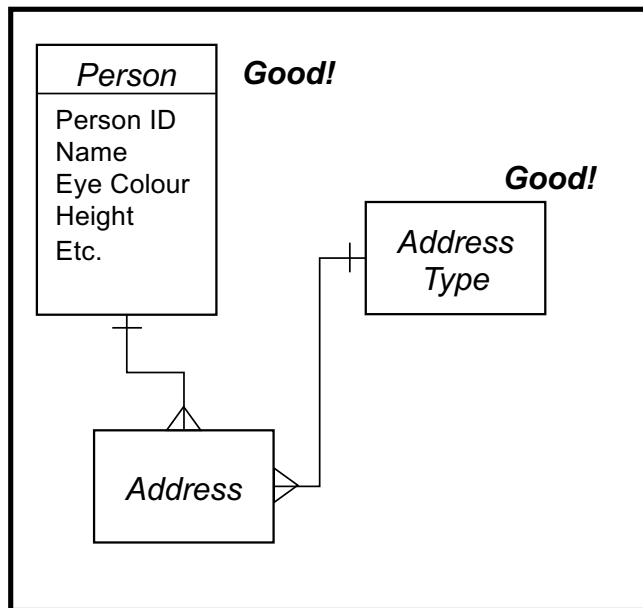 Person
Good!
Person ID
Name
Eye Colour
Height
Etc.
Good!
Address
Type
Address